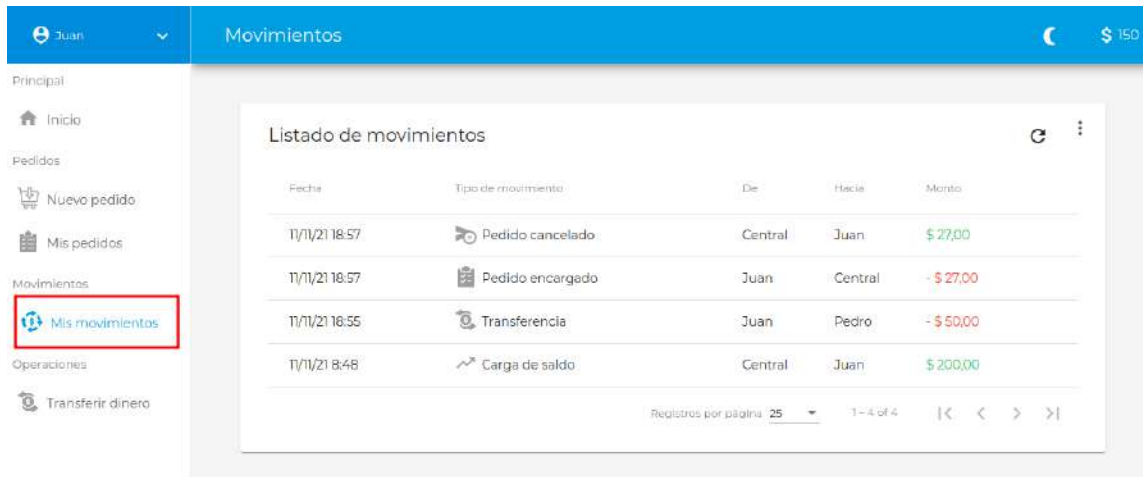 Juan
Movimientos
$ 150
Principal
Inicio
Pedidos
Nuevo pedido
Mis pedidos
Movimientos
Mis movimientos
Operaciones
Transferir dinero
Listado de movimientos
Fecha Tipo de movimiento De Hacia Monto
11/11/21 18:57 Pedido cancelado Central Juan $ 27,00
11/11/21 18:57 Pedido encargado Juan Central - $ 27,00
11/11/21 18:55 Transferencia Juan Pedro - $ 50,00
11/11/21 8:48 Carga de saldo Central Juan $ 200,00
Registros por página 25 1 – 4 of 4